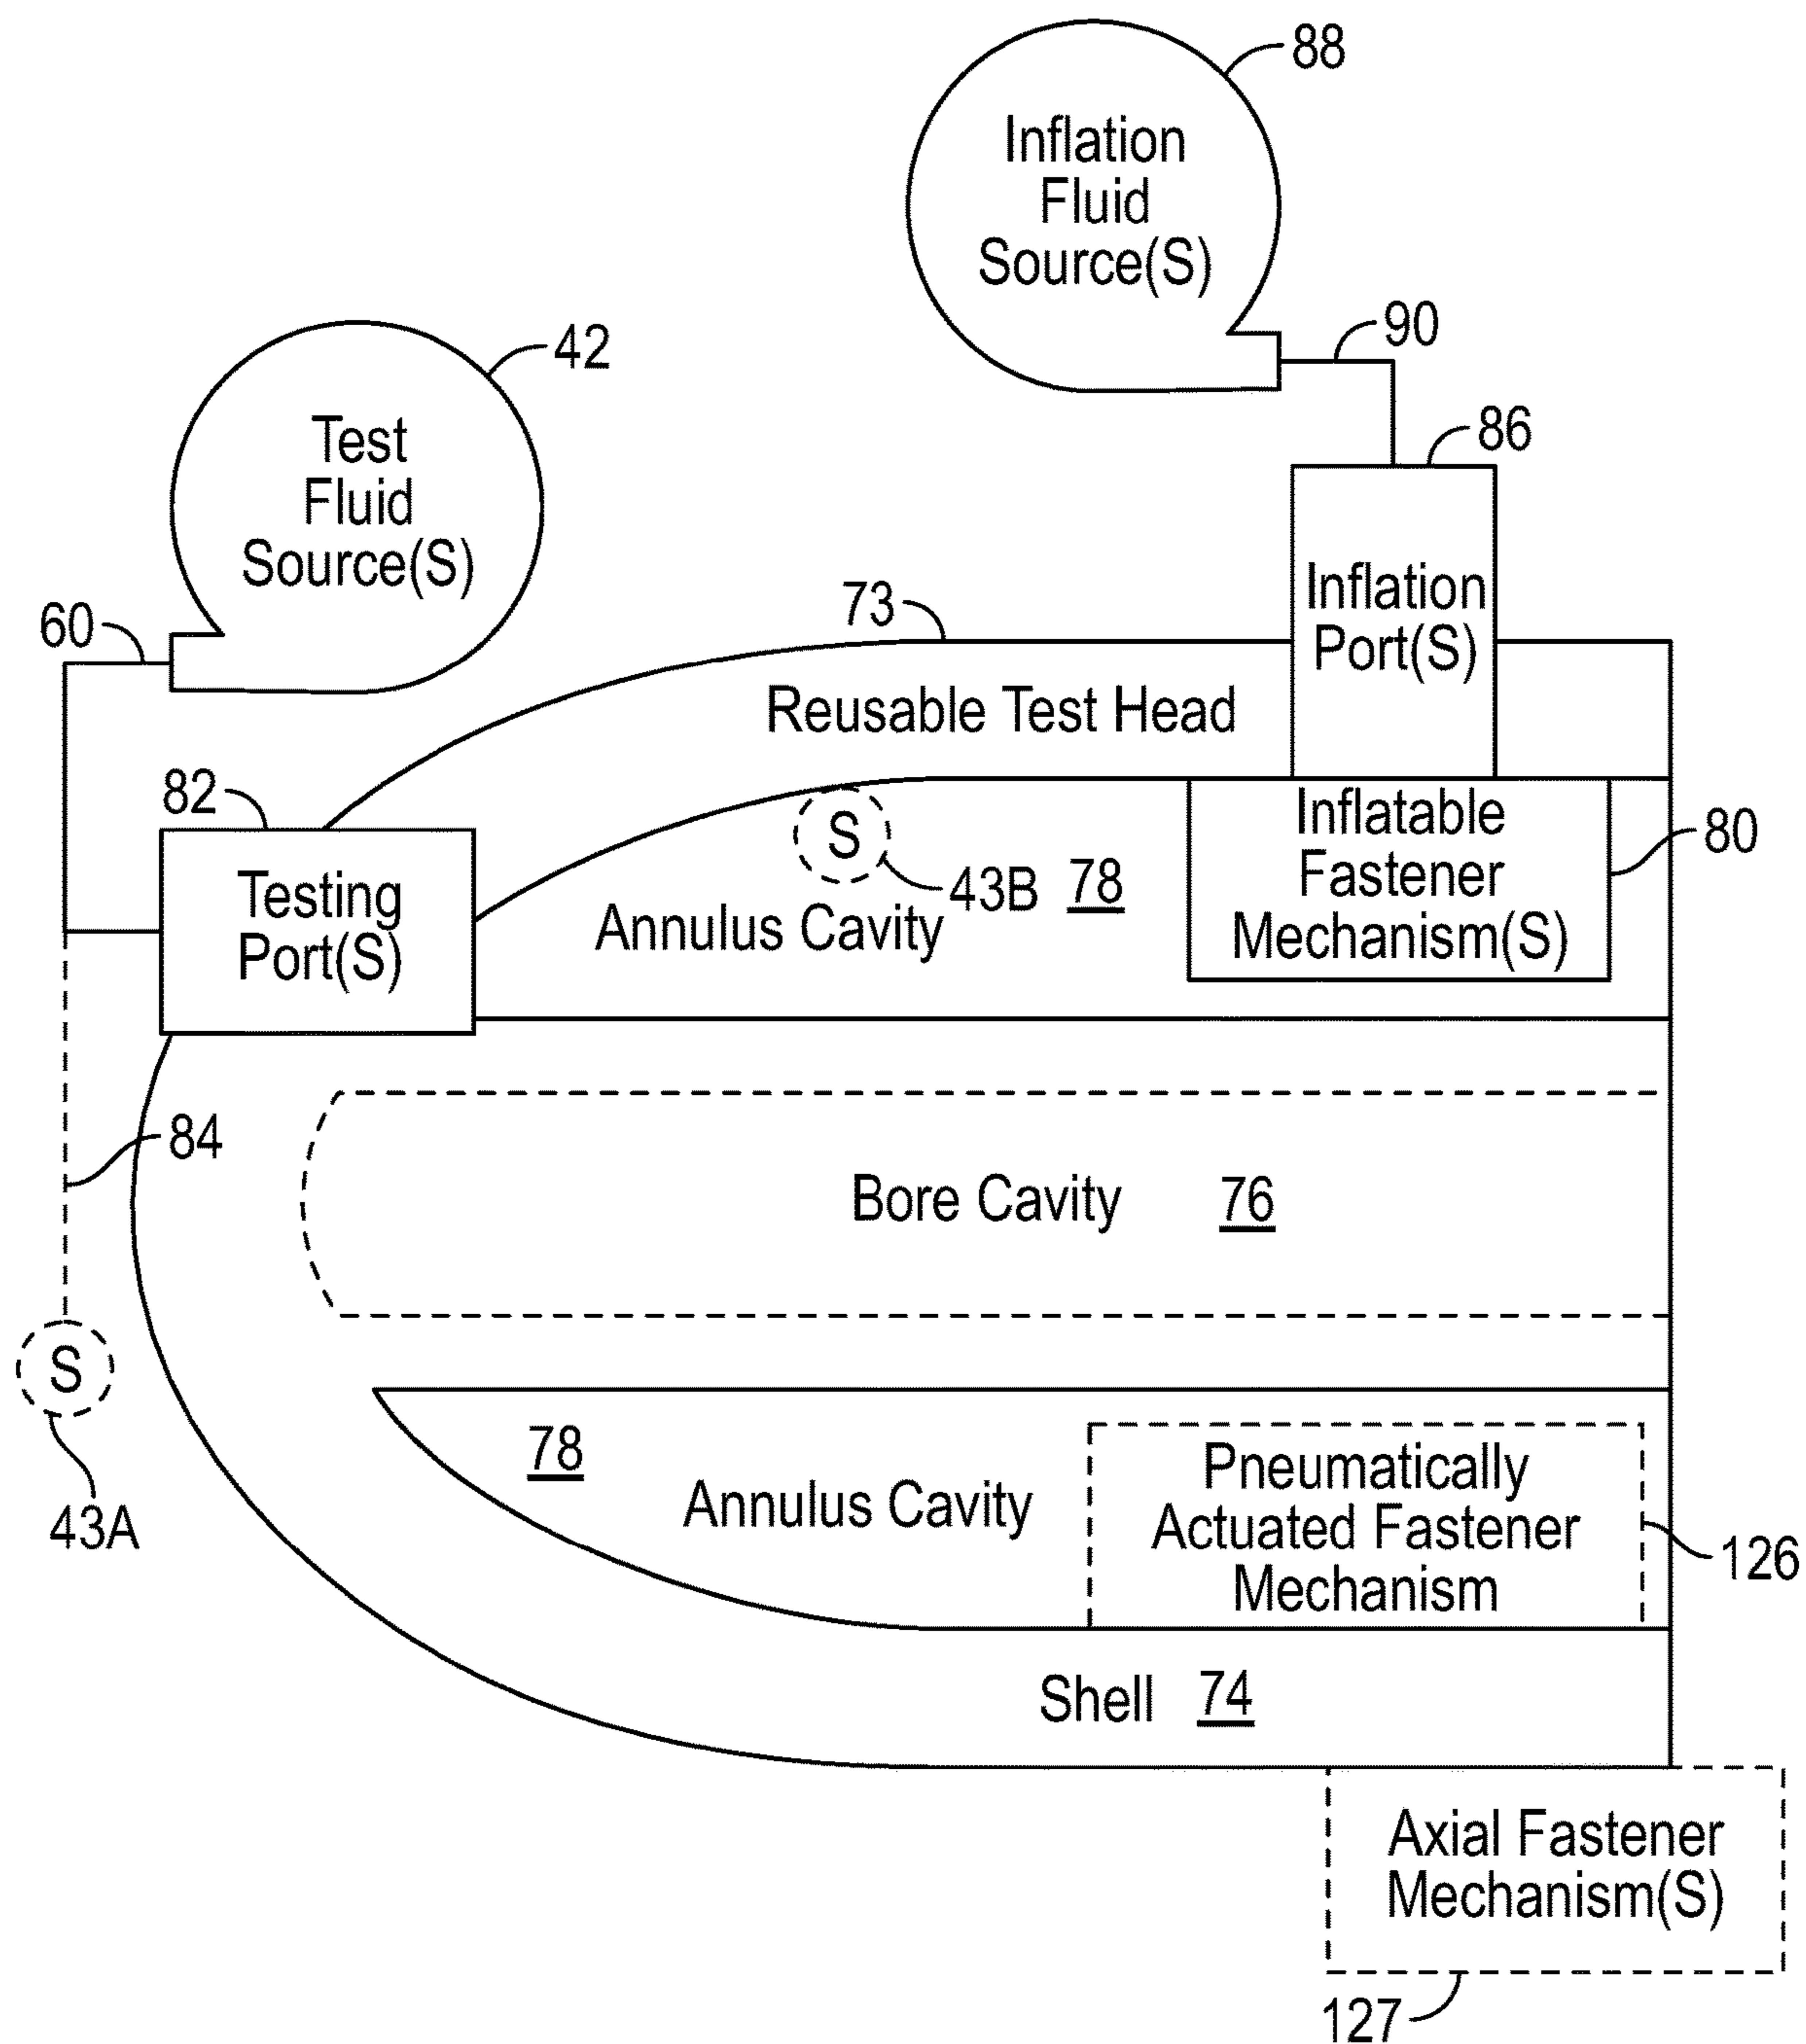 88
Inflation
Fluid
Source(S)
90
42
Test
Fluid
Source(S)
86
60
73
Inflation
Port(S)
Reusable Test Head
82
Inflatable
Fastener
Mechanism(S)
80
S
43B
78
Testing
Port(S)
Annulus Cavity
84
Bore Cavity
76
S
43A
78
Annulus Cavity
Pneumatically
Actuated Fastener
Mechanism
126
Shell
74
Axial Fastener
Mechanism(S)
127